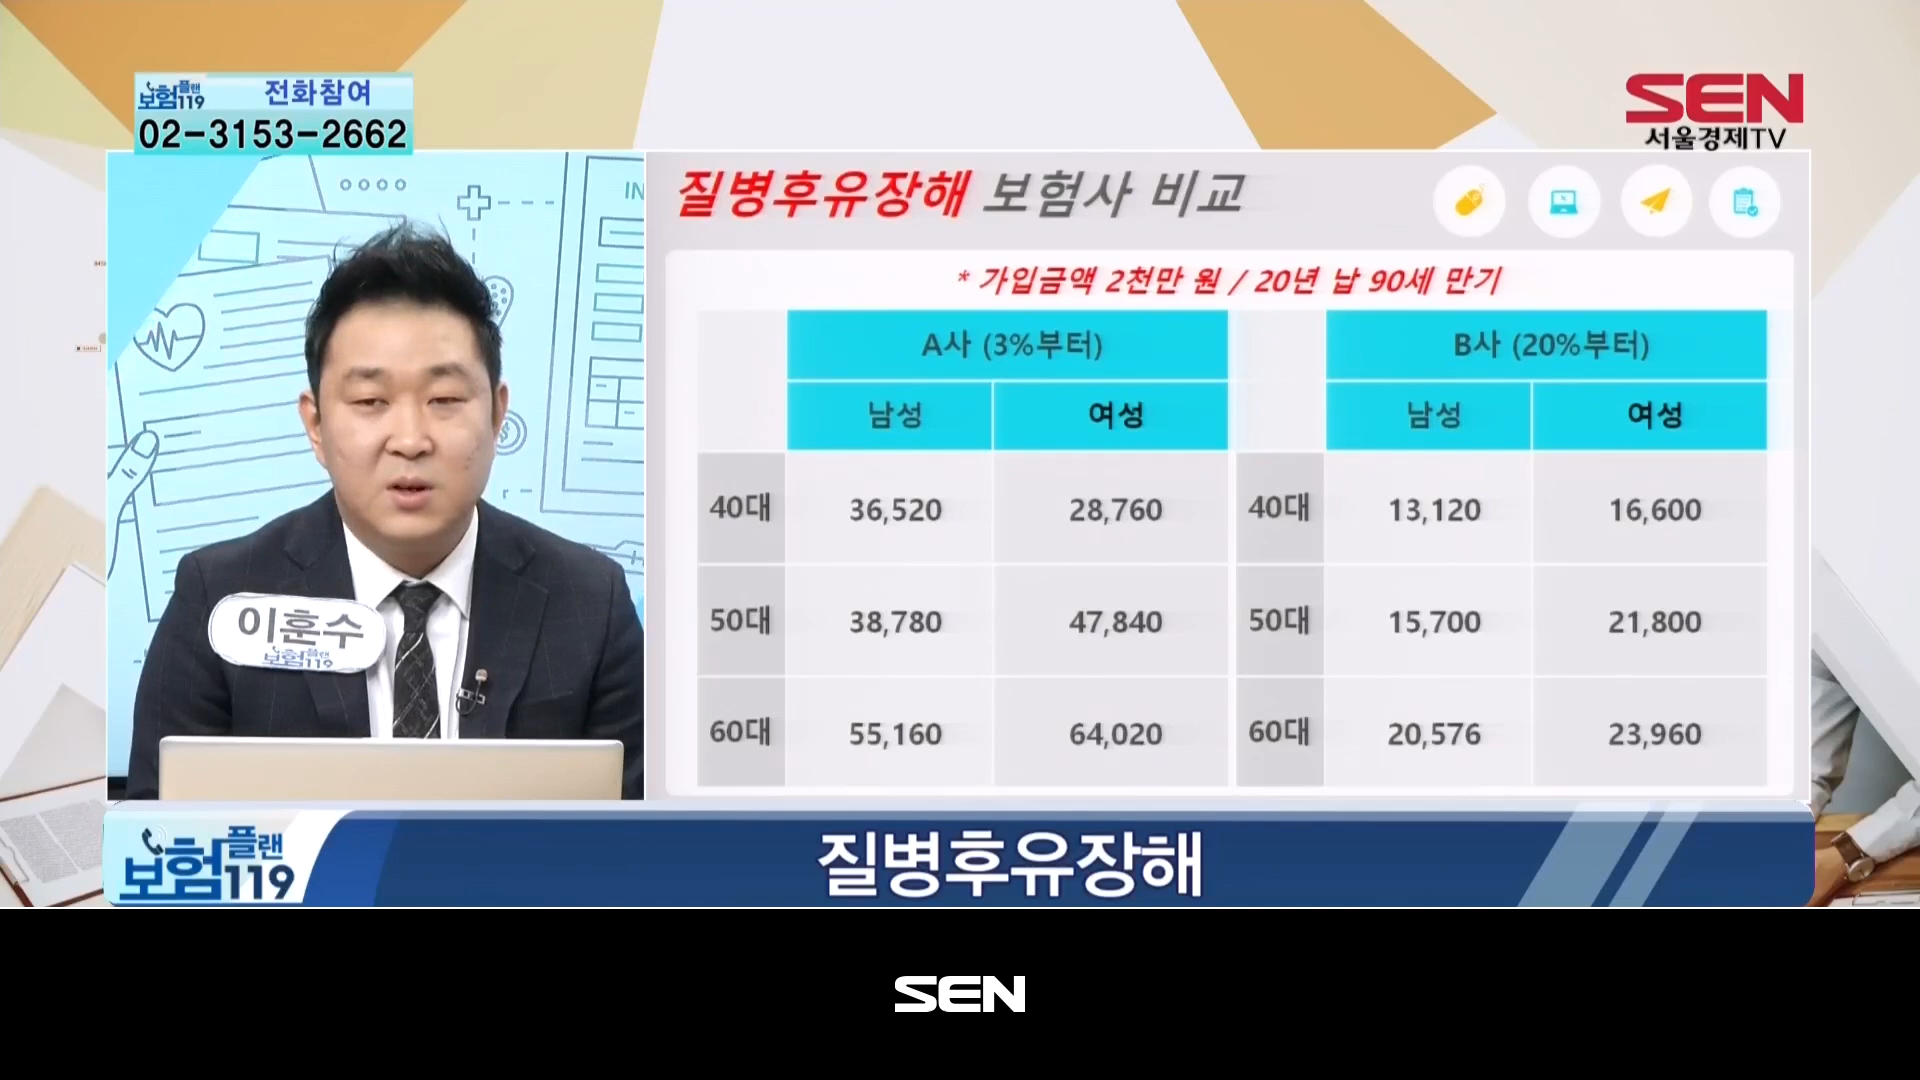 보험플랜119 전화참여
02-3153-2662
SEN
서울경제TV
IN
질병후유장해 보험사 비교
* 가입금액 2천만 원 / 20년 납 90세 만기
A사 (3%부터) B사 (20%부터)
남성 여성 남성 여성
40대 36,520 28,760 40대 13,120 16,600
50대 38,780 47,840 50대 15,700 21,800
60대 55,160 64,020 60대 20,576 23,960
이훈수
보험플랜119
보험플랜119
질병후유장해
SEN